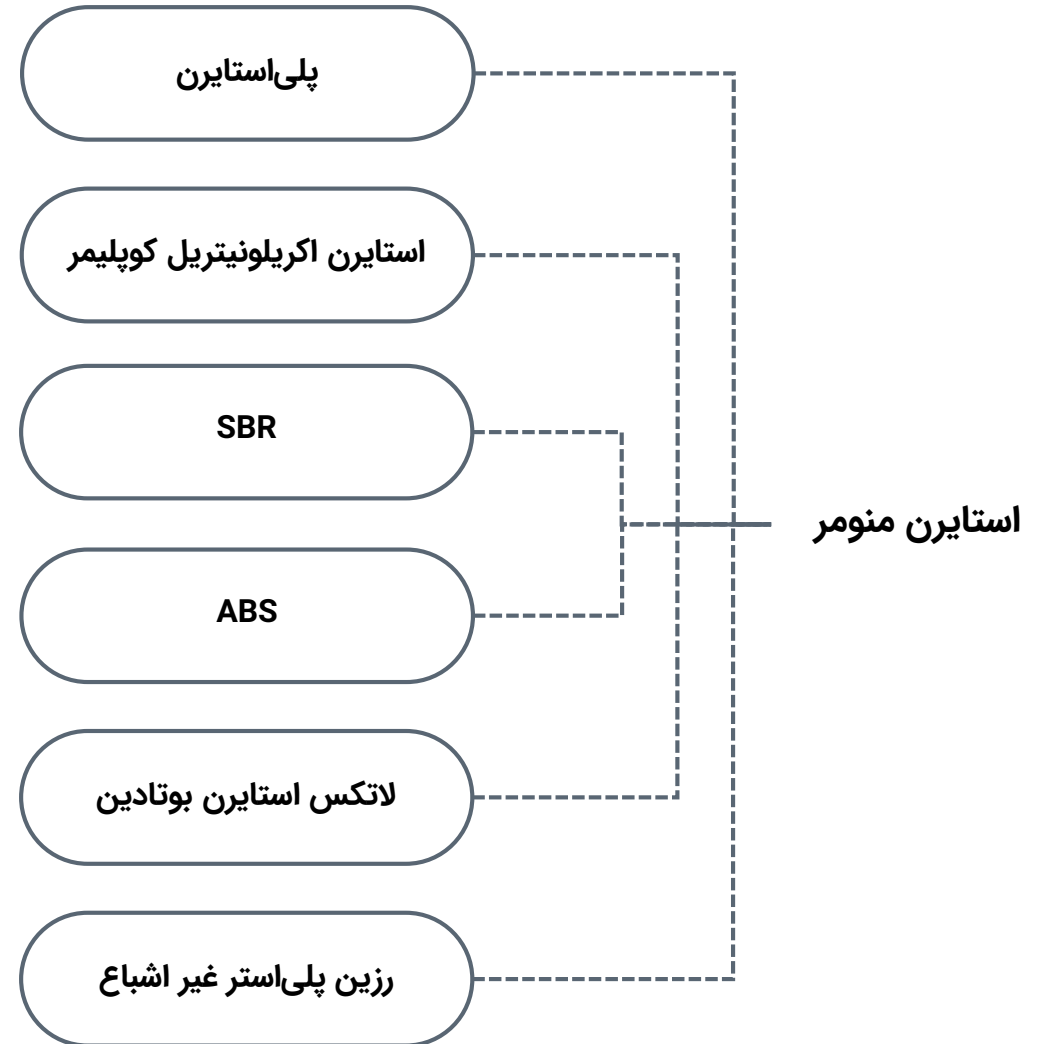 پلی‌استایرن
استایرن اکریلونیتریل کوپلیمر
SBR
استایرن منومر
ABS
لاتکس استایرن بوتادین
رزین پلی‌استر غیر اشباع